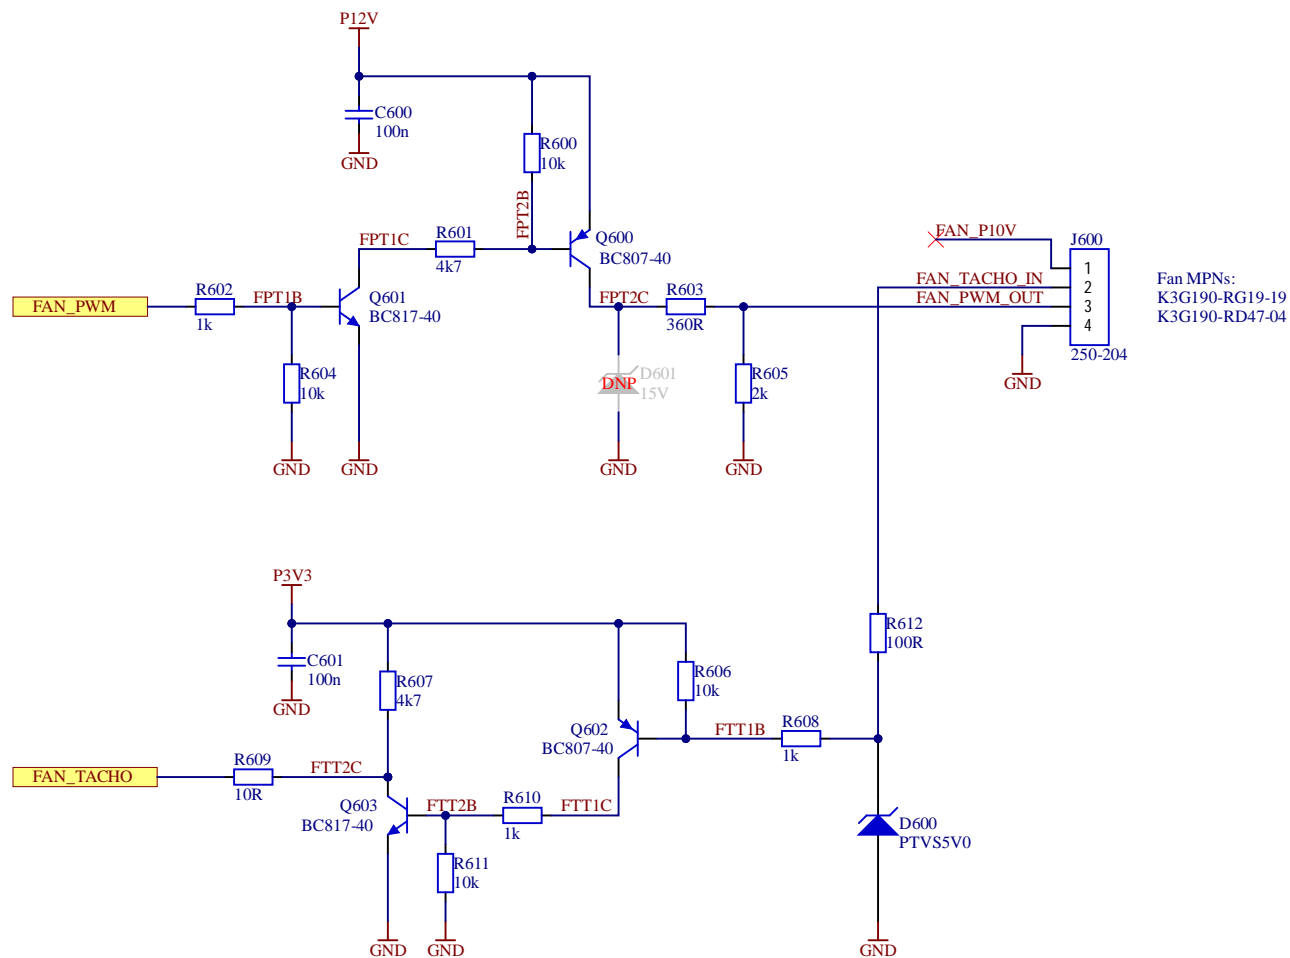 P12V
C600
100n
GND
R600
10k
FPT2B
FPT1C
R601
4k7
Q600
BC807-40
FAN_P10V
J600
FAN_TACHO_IN
FAN_PWM_OUT
1
2
3
4
250-204
GND
Fan MPNs:
K3G190-RG19-19
K3G190-RD47-04
FAN_PWM
R602
1k
FPT1B
Q601
BC817-40
FPT2C
R603
360R
R604
10k
DNP
D601
15V
R605
2k
GND
GND
GND
GND
P3V3
C601
100n
GND
R607
4k7
R606
10k
R612
100R
Q602
BC807-40
FTT1B
R608
1k
FAN_TACHO
R609
10R
FTT2C
Q603
BC817-40
FTT2B
R610
1k
FTT1C
D600
PTVS5V0
R611
10k
GND
GND
GND